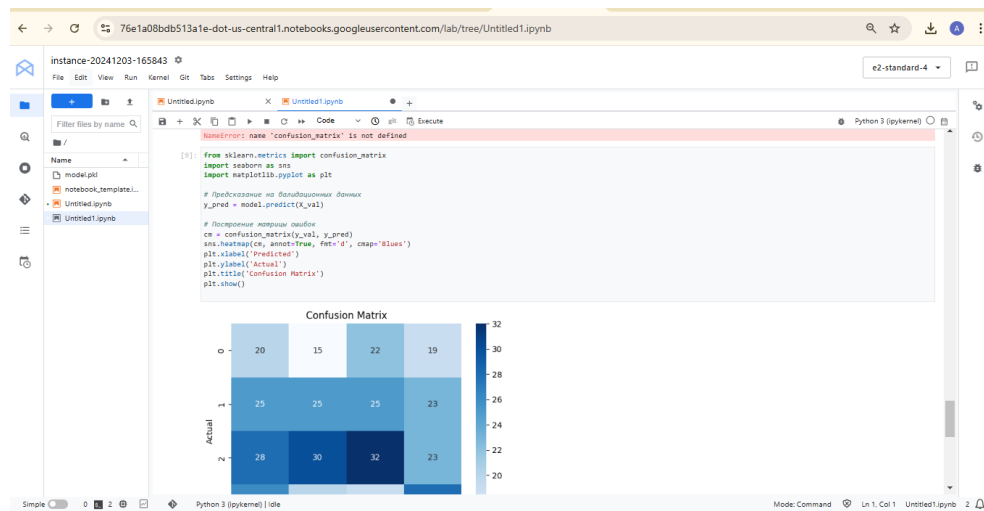 76e1a08bdb513a1e-dot-us-central1.notebooks.googleusercontent.com/lab/tree/Untitled1.ipynb
A
instance-20241203-165843
e2-standard-4
File Edit View Run Kernel Git Tabs Settings Help
Untitled.ipynb
Untitled1.ipynb
Filter files by name
Code
Execute
Python 3 (ipykernel)
/
Name
model.pkl
notebook_template.i...
Untitled.ipynb
Untitled1.ipynb
NameError: name 'confusion_matrix' is not defined
[9]:
from sklearn.metrics import confusion_matrix
import seaborn as sns
import matplotlib.pyplot as plt
# Предсказание на валидационных данных
y_pred = model.predict(X_val)
# Построение матрицы ошибок
cm = confusion_matrix(y_val, y_pred)
sns.heatmap(cm, annot=True, fmt='d', cmap='Blues')
plt.xlabel('Predicted')
plt.ylabel('Actual')
plt.title('Confusion Matrix')
plt.show()
Confusion Matrix
0 20 15 22 19
1 25 25 25 23
2 28 30 32 23
Actual
32
30
28
26
24
22
20
Simple 0 2 Python 3 (ipykernel) | Idle Mode: Command Ln 1, Col 1 Untitled1.ipynb 2